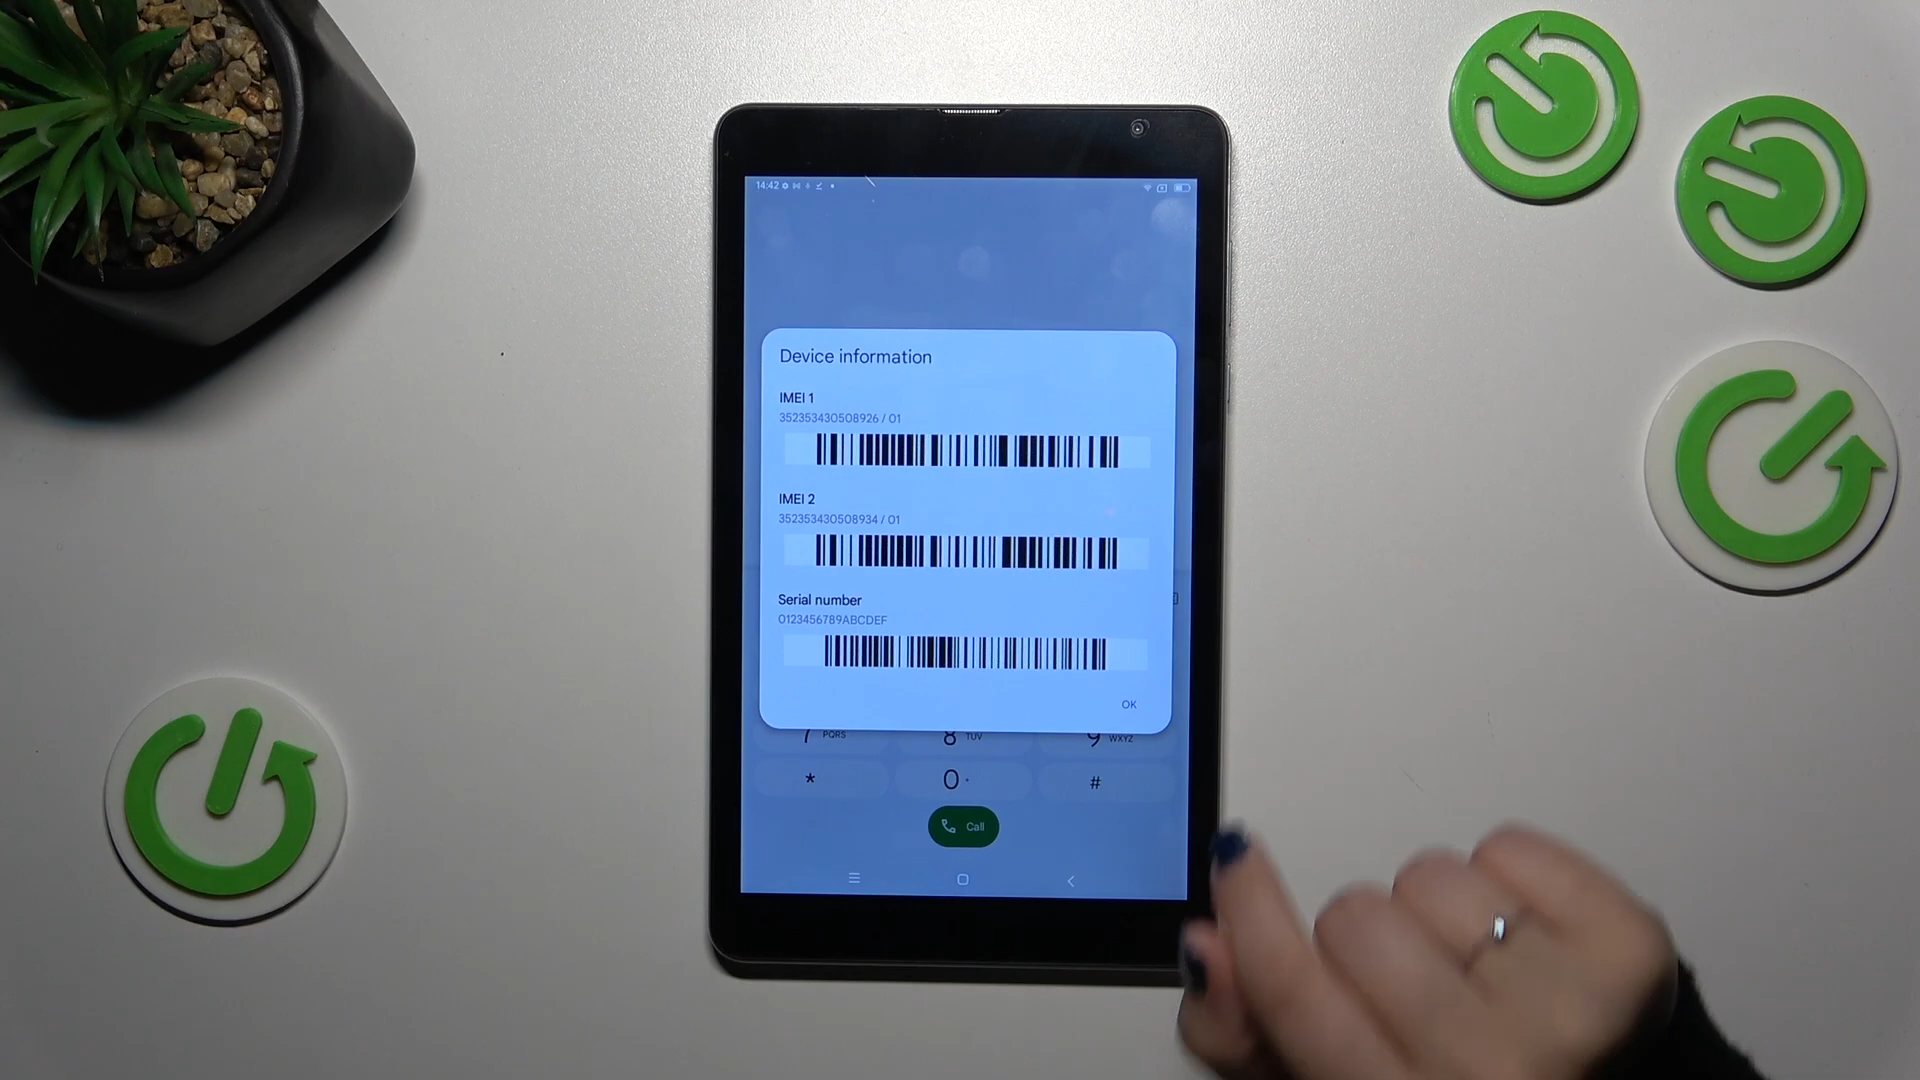 14:42
Device information
IMEI 1
352353430508926 / 01
IMEI 2
352353430508934 / 01
Serial number
0123456789ABCDEF
OK
7 PQRS 8 TUV 9 WXYZ
* 0 #
Call